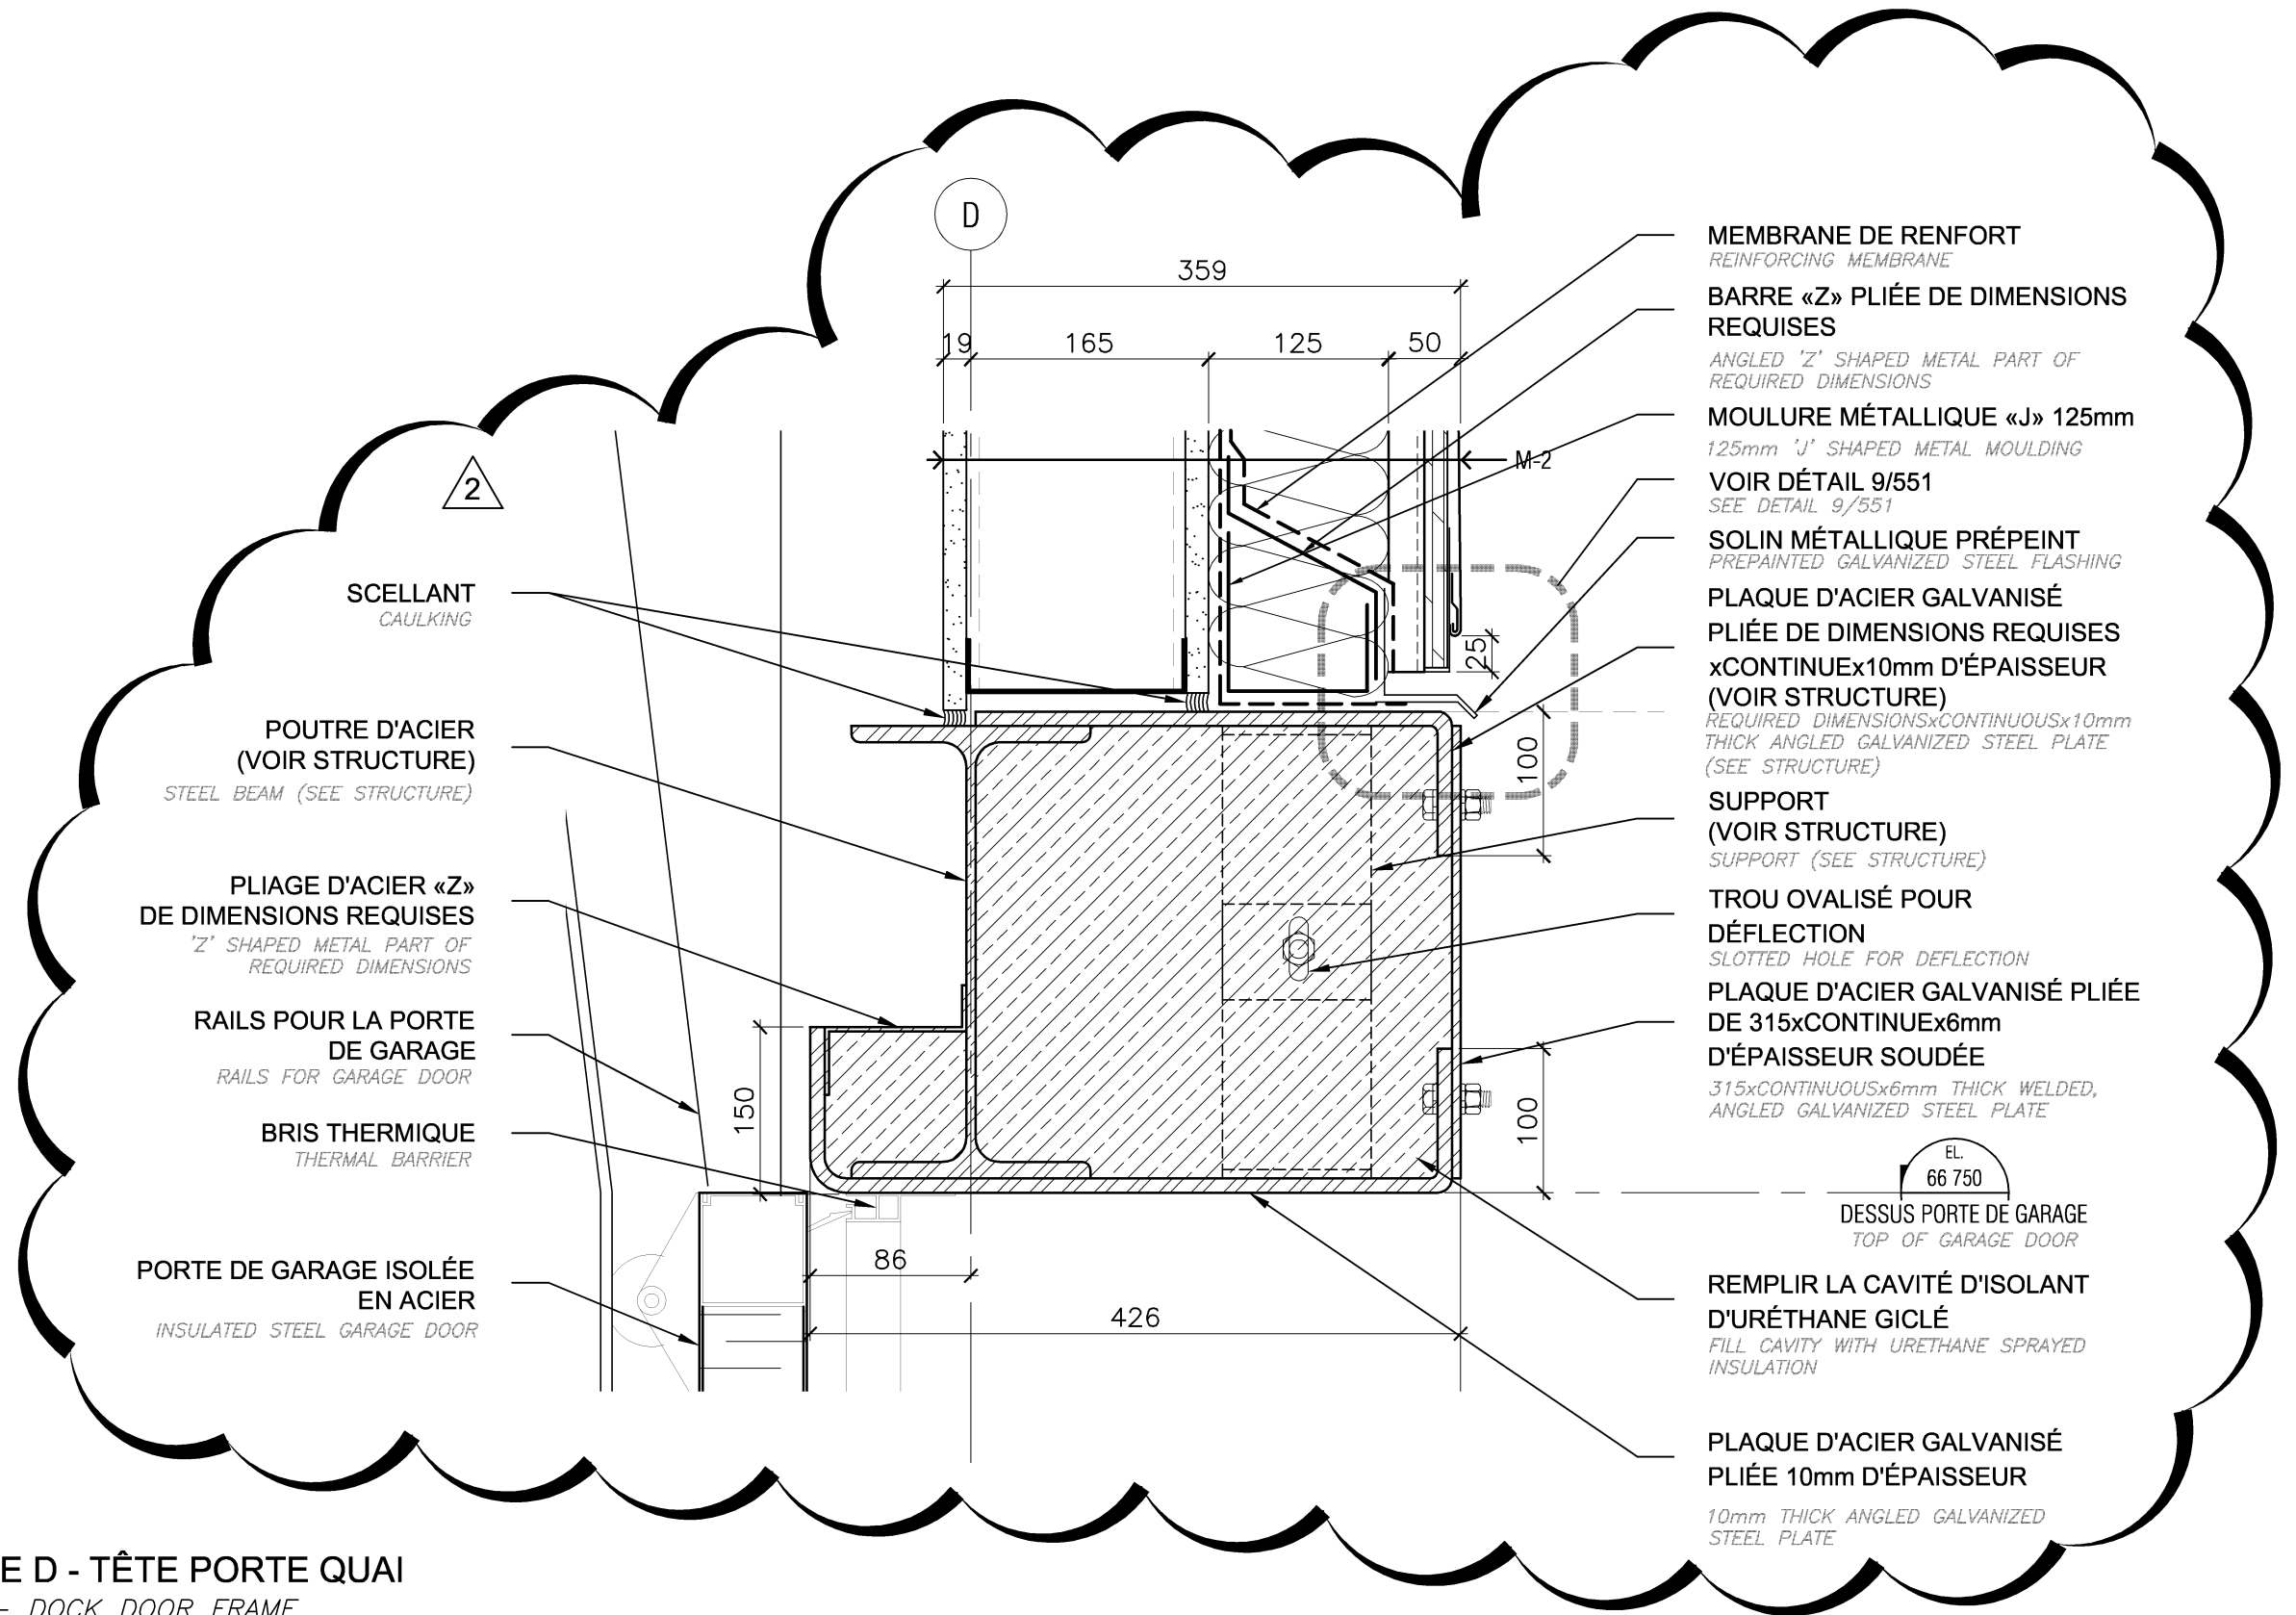 D
359
19
165
125
50
M-2
2
SCELLANT
CAULKING
POUTRE D'ACIER
(VOIR STRUCTURE)
STEEL BEAM (SEE STRUCTURE)
PLIAGE D'ACIER «Z»
DE DIMENSIONS REQUISES
'Z' SHAPED METAL PART OF
REQUIRED DIMENSIONS
RAILS POUR LA PORTE
DE GARAGE
RAILS FOR GARAGE DOOR
BRIS THERMIQUE
THERMAL BARRIER
PORTE DE GARAGE ISOLÉE
EN ACIER
INSULATED STEEL GARAGE DOOR
25
100
150
100
86
426
MEMBRANE DE RENFORT
REINFORCING MEMBRANE
BARRE «Z» PLIÉE DE DIMENSIONS
REQUISES
ANGLED 'Z' SHAPED METAL PART OF
REQUIRED DIMENSIONS
MOULURE MÉTALLIQUE «J» 125mm
125mm 'J' SHAPED METAL MOULDING
VOIR DÉTAIL 9/551
SEE DETAIL 9/551
SOLIN MÉTALLIQUE PRÉPEINT
PREPAINTED GALVANIZED STEEL FLASHING
PLAQUE D'ACIER GALVANISÉ
PLIÉE DE DIMENSIONS REQUISES
xCONTINUEx10mm D'ÉPAISSEUR
(VOIR STRUCTURE)
REQUIRED DIMENSIONSxCONTINUOUSx10mm
THICK ANGLED GALVANIZED STEEL PLATE
(SEE STRUCTURE)
SUPPORT
(VOIR STRUCTURE)
SUPPORT (SEE STRUCTURE)
TROU OVALISÉ POUR
DÉFLECTION
SLOTTED HOLE FOR DEFLECTION
PLAQUE D'ACIER GALVANISÉ PLIÉE
DE 315xCONTINUEx6mm
D'ÉPAISSEUR SOUDÉE
315xCONTINUOUSx6mm THICK WELDED,
ANGLED GALVANIZED STEEL PLATE
EL.
66 750
DESSUS PORTE DE GARAGE
TOP OF GARAGE DOOR
REMPLIR LA CAVITÉ D'ISOLANT
D'URÉTHANE GICLÉ
FILL CAVITY WITH URETHANE SPRAYED
INSULATION
PLAQUE D'ACIER GALVANISÉ
PLIÉE 10mm D'ÉPAISSEUR
10mm THICK ANGLED GALVANIZED
STEEL PLATE
E D - TÊTE PORTE QUAI
- DOCK DOOR FRAME